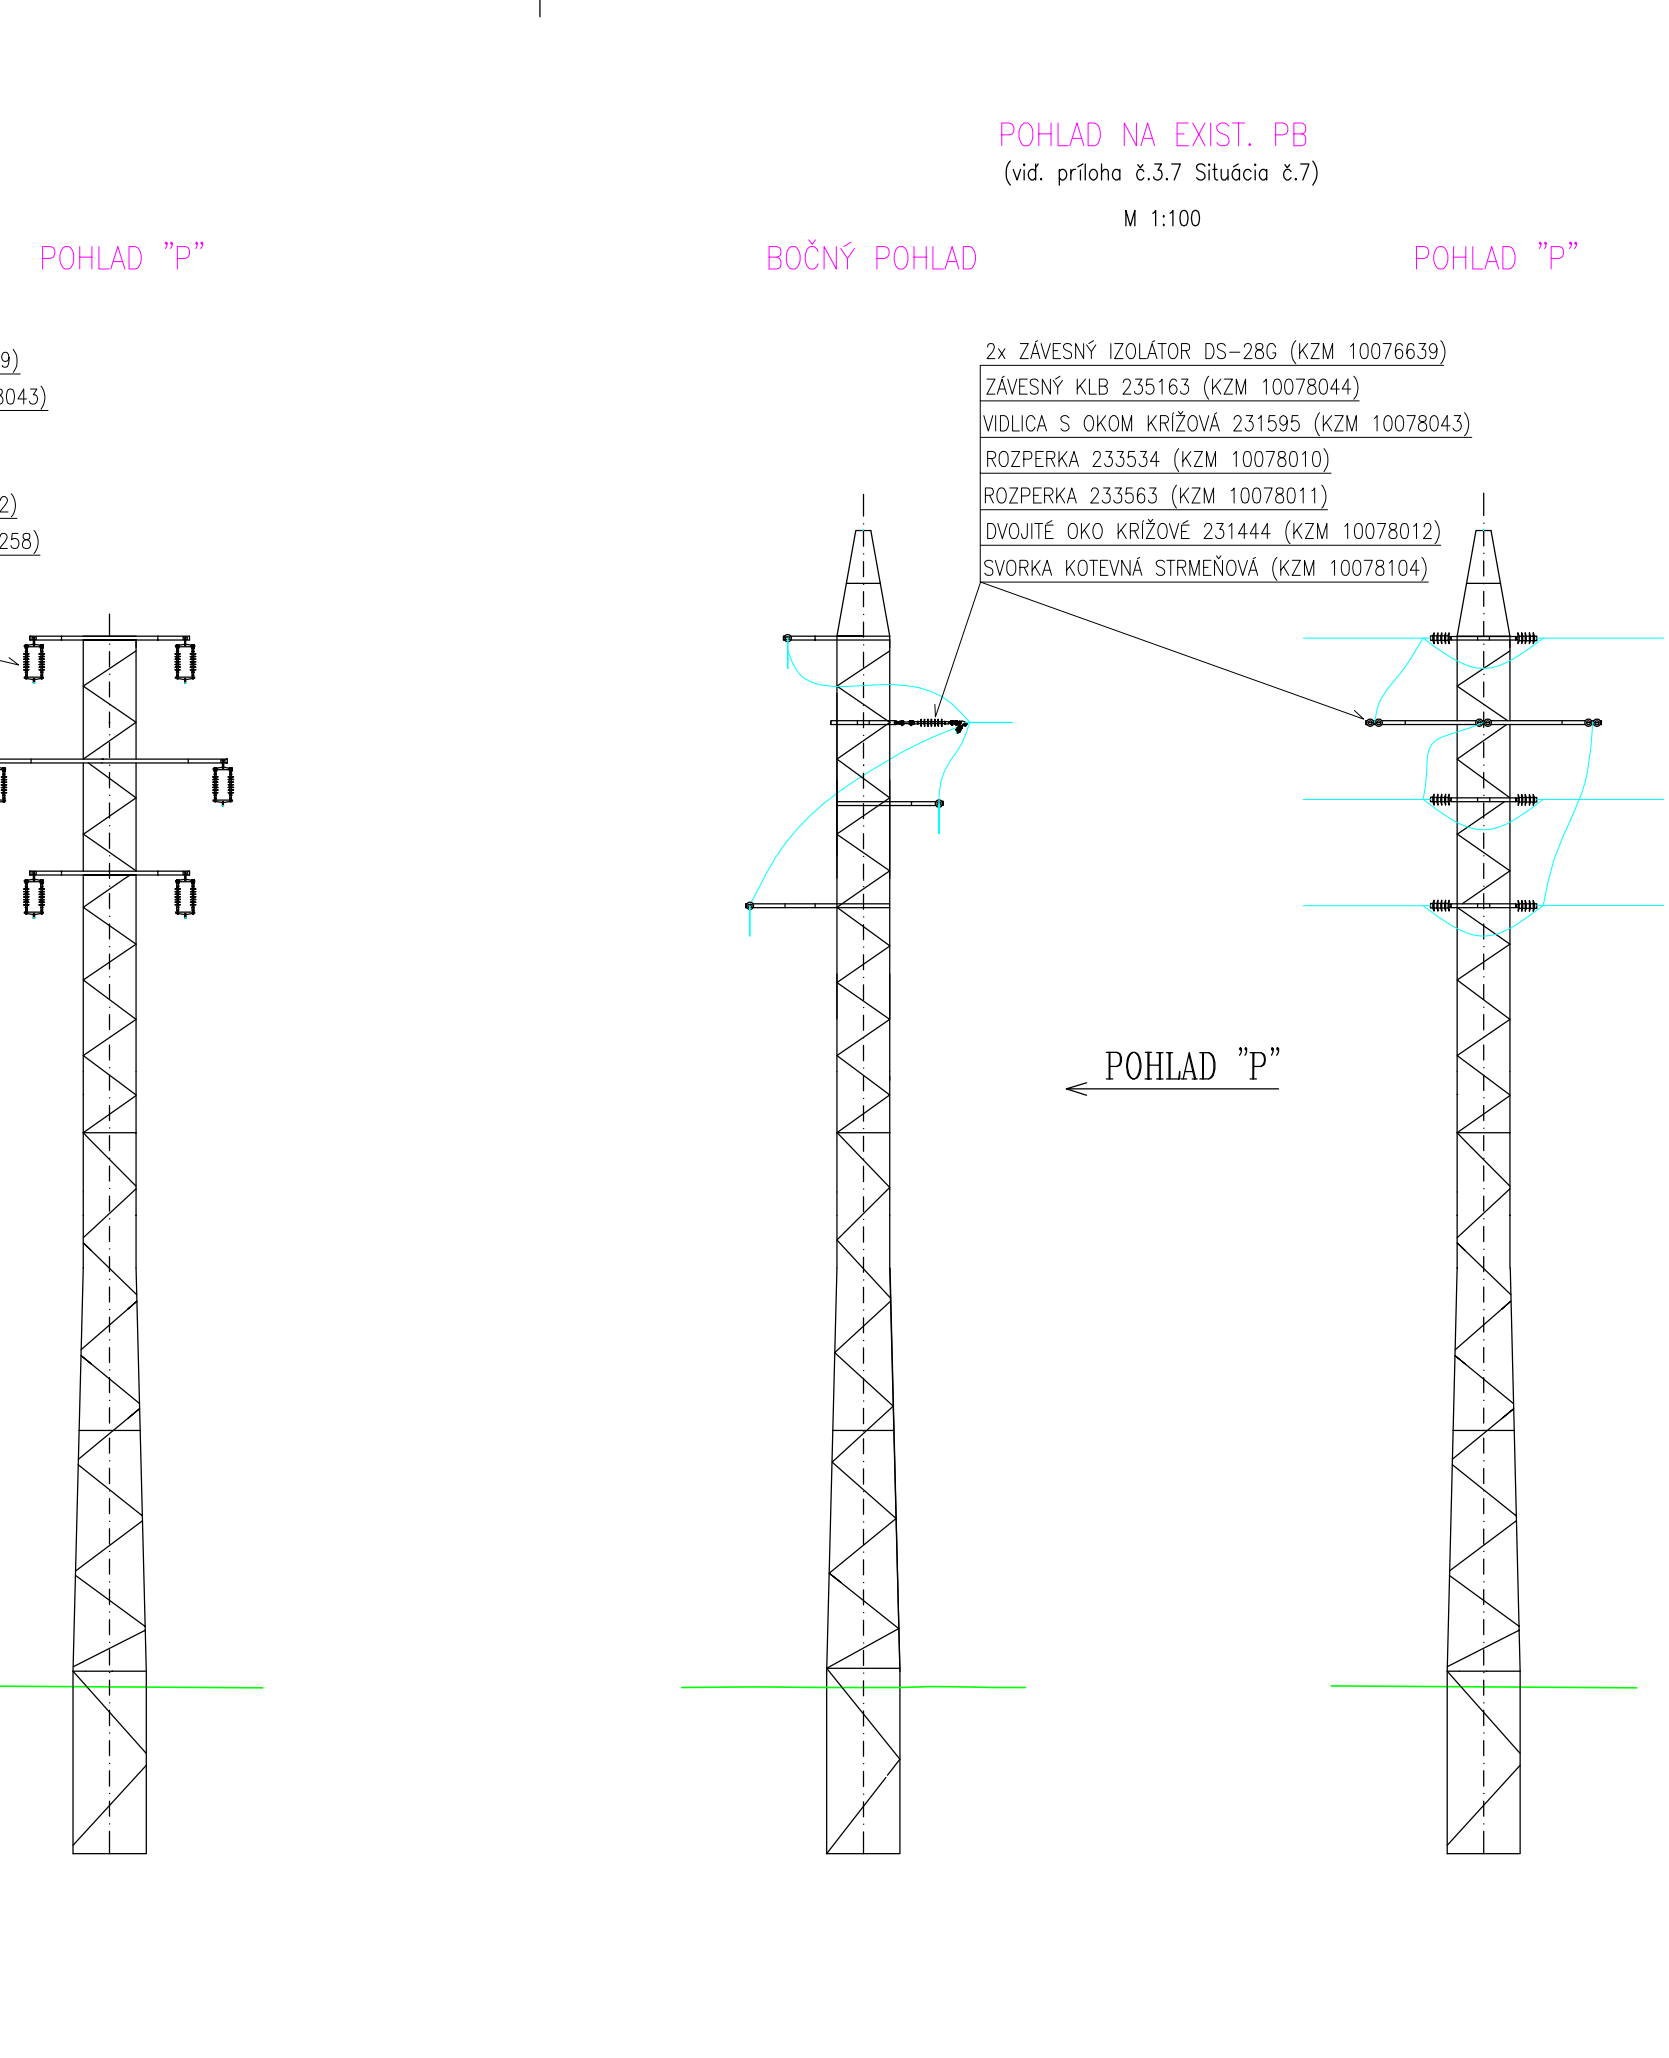 POHLAD NA EXIST. PB
(viď. príloha č.3.7 Situácia č.7)
M 1:100
POHLAD "P"
BOČNÝ POHLAD
POHLAD "P"
9)
8043)
2)
258)
2x ZÁVESNÝ IZOLÁTOR DS-28G (KZM 10076639)
ZÁVESNÝ KLB 235163 (KZM 10078044)
VIDLICA S OKOM KRÍŽOVÁ 231595 (KZM 10078043)
ROZPERKA 233534 (KZM 10078010)
ROZPERKA 233563 (KZM 10078011)
DVOJITÉ OKO KRÍŽOVÉ 231444 (KZM 10078012)
SVORKA KOTEVNÁ STRMEŇOVÁ (KZM 10078104)
POHLAD "P"